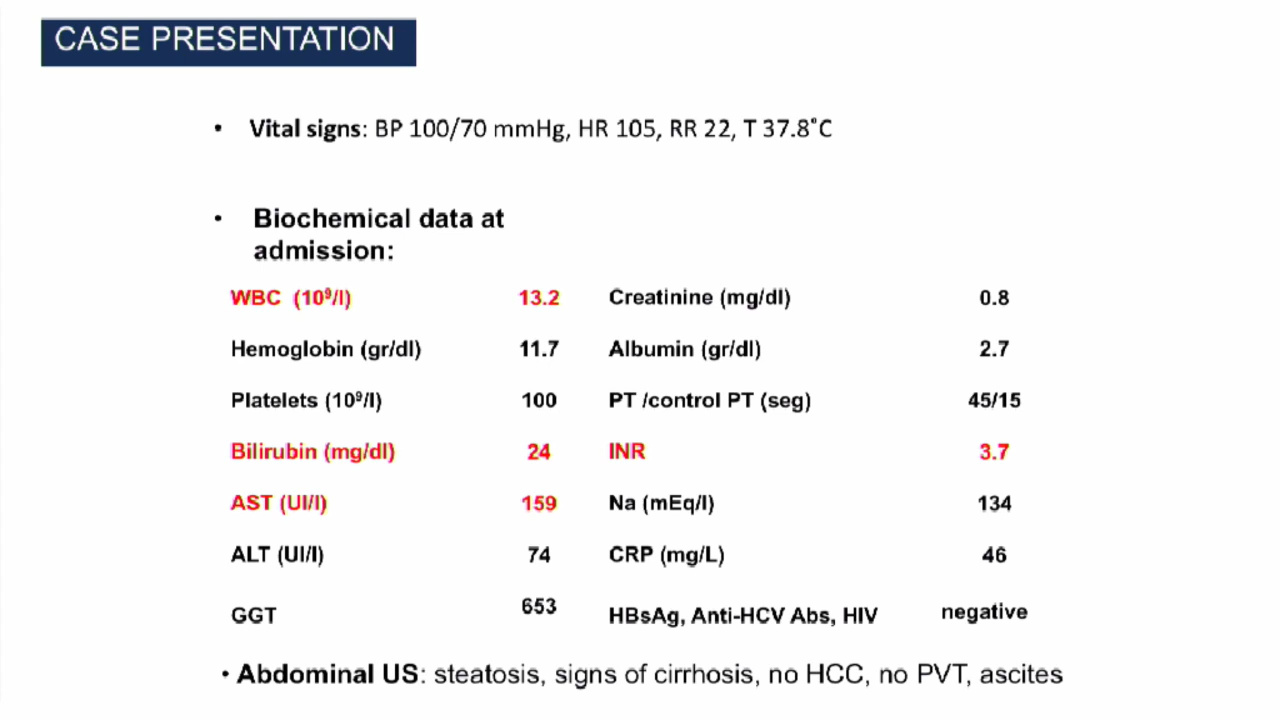 CASE PRESENTATION
• Vital signs: BP 100/70 mmHg, HR 105, RR 22, T 37.8°C
• Biochemical data at
admission:
WBC (10⁹/l) 13.2 Creatinine (mg/dl) 0.8
Hemoglobin (gr/dl) 11.7 Albumin (gr/dl) 2.7
Platelets (10⁹/l) 100 PT /control PT (seg) 45/15
Bilirubin (mg/dl) 24 INR 3.7
AST (UI/l) 159 Na (mEq/l) 134
ALT (UI/l) 74 CRP (mg/L) 46
GGT 653 HBsAg, Anti-HCV Abs, HIV negative
• Abdominal US: steatosis, signs of cirrhosis, no HCC, no PVT, ascites